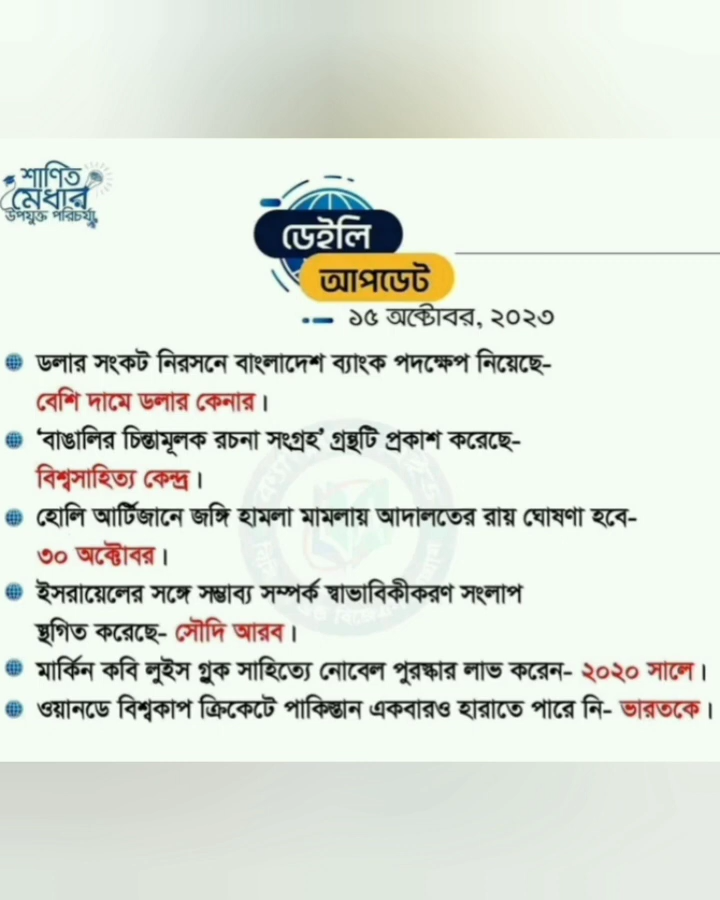 শাণিত
মেধার
উপযুক্ত পরিচর্যা
ডেইলি
আপডেট
১৫ অক্টোবর, ২০২৩
ডলার সংকট নিরসনে বাংলাদেশ ব্যাংক পদক্ষেপ নিয়েছে-
বেশি দামে ডলার কেনার।
'বাঙালির চিন্তামূলক রচনা সংগ্রহ' গ্রন্থটি প্রকাশ করেছে-
বিশ্বসাহিত্য কেন্দ্র।
হোলি আর্টিজানে জঙ্গি হামলা মামলায় আদালতের রায় ঘোষণা হবে-
৩০ অক্টোবর।
ইসরায়েলের সঙ্গে সম্ভাব্য সম্পর্ক স্বাভাবিকীকরণ সংলাপ
স্থগিত করেছে- সৌদি আরব।
মার্কিন কবি লুইস গ্লুক সাহিত্যে নোবেল পুরস্কার লাভ করেন- ২০২০ সালে।
ওয়ানডে বিশ্বকাপ ক্রিকেটে পাকিস্তান একবারও হারাতে পারে নি- ভারতকে।